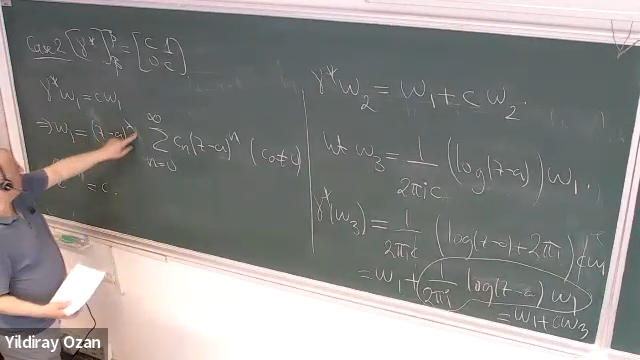 Case 2 [γ*]^β_β = [c 1 0 c]
γ* w₁ = c w₁
⇒ w₁ = (z-a)^λ ∑_{n=0}^∞ c_n (z-a)^n (c₀≠0)
= c.
γ* w₂ = w₁ + c w₂
let w₃ = 1/(2πic) (log(z-a)) w₁.
γ*(w₃) = 1/(2πic) (log(z-a)+2πi) c w₁
= w₁ + 1/(2πi) log(z-a) w₁
= w₁ + c w₃
Yildiray Ozan